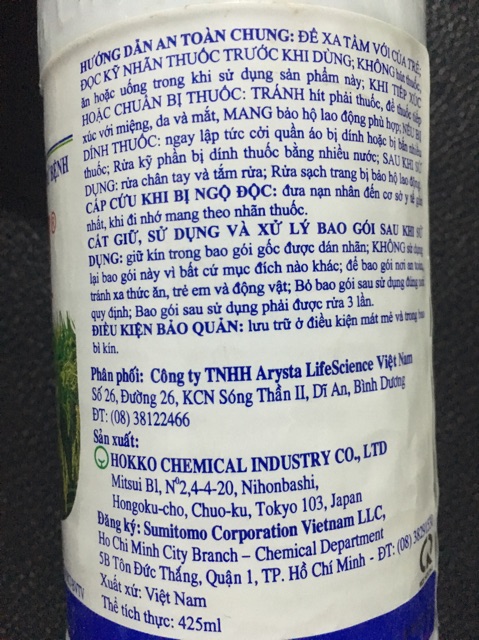 HƯỚNG DẪN AN TOÀN CHUNG: ĐỂ XA TẦM VỚI CỦA TRẺ.
ĐỌC KỸ NHÃN THUỐC TRƯỚC KHI DÙNG; KHÔNG hút thuốc,
ăn hoặc uống trong khi sử dụng sản phẩm này; KHI TIẾP XÚC
HOẶC CHUẨN BỊ THUỐC: TRÁNH hít phải thuốc, để thuốc tiếp
xúc với miệng, da và mắt, MANG bảo hộ lao động phù hợp; NẾU BỊ
DÍNH THUỐC: ngay lập tức cởi quần áo bị dính hoặc bị bắn nhiễm
thuốc; Rửa kỹ phần bị dính thuốc bằng nhiều nước; SAU KHI SỬ
DỤNG: rửa chân tay và tắm rửa; Rửa sạch trang bị bảo hộ lao động.
CẤP CỨU KHI BỊ NGỘ ĐỘC: đưa nạn nhân đến cơ sở y tế gần
nhất, khi đi nhớ mang theo nhãn thuốc.
CẤT GIỮ, SỬ DỤNG VÀ XỬ LÝ BAO GÓI SAU KHI SỬ
DỤNG: giữ kín trong bao gói gốc được dán nhãn; KHÔNG sử dụng
lại bao gói này vì bất cứ mục đích nào khác; để bao gói nơi an toàn,
tránh xa thức ăn, trẻ em và động vật; Bỏ bao gói sau sử dụng đúng nơi
quy định; Bao gói sau sử dụng phải được rửa 3 lần.
ĐIỀU KIỆN BẢO QUẢN: lưu trữ ở điều kiện mát mẻ và trong bao
bì kín.
Phân phối: Công ty TNHH Arysta LifeScience Việt Nam
Số 26, Đường 26, KCN Sóng Thần II, Dĩ An, Bình Dương
ĐT: (08) 38122466
Sản xuất:
HOKKO CHEMICAL INDUSTRY CO., LTD
Mitsui Bl, Nº2,4-4-20, Nihonbashi,
Hongoku-cho, Chuo-ku, Tokyo 103, Japan
Đăng ký: Sumitomo Corporation Vietnam LLC,
Ho Chi Minh City Branch – Chemical Department
5B Tôn Đức Thắng, Quận 1, TP. Hồ Chí Minh - ĐT: (08)
Xuất xứ: Việt Nam
Thể tích thực: 425ml
BỆNH
®